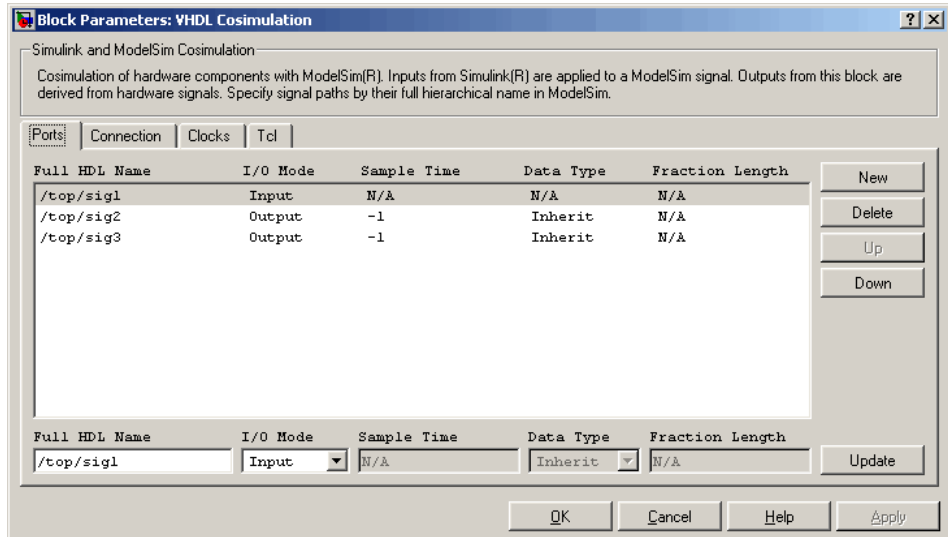 Block Parameters: VHDL Cosimulation
Simulink and ModelSim Cosimulation
Cosimulation of hardware components with ModelSim(R). Inputs from Simulink(R) are applied to a ModelSim signal. Outputs from this block are
derived from hardware signals. Specify signal paths by their full hierarchical name in ModelSim.
Ports Connection Clocks Tcl
Full HDL Name I/O Mode Sample Time Data Type Fraction Length
/top/sig1 Input N/A N/A N/A
/top/sig2 Output -1 Inherit N/A
/top/sig3 Output -1 Inherit N/A
New
Delete
Up
Down
Full HDL Name I/O Mode Sample Time Data Type Fraction Length
/top/sig1 Input N/A Inherit N/A Update
OK Cancel Help Apply